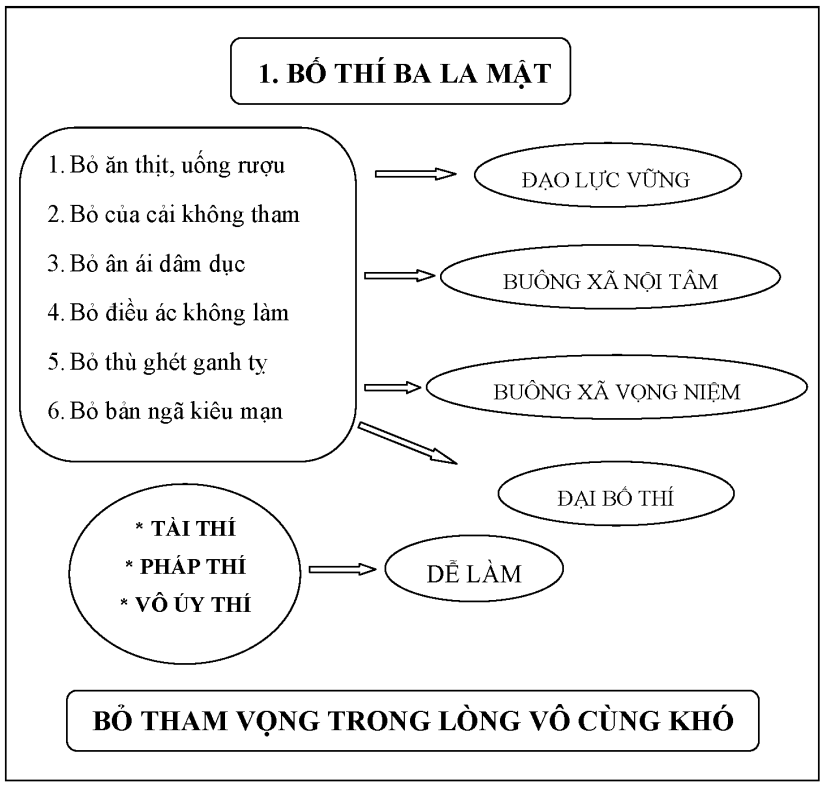 1. BỐ THÍ BA LA MẬT
1. Bỏ ăn thịt, uống rượu
2. Bỏ của cải không tham
3. Bỏ ân ái dâm dục
4. Bỏ điều ác không làm
5. Bỏ thù ghét ganh tỵ
6. Bỏ bản ngã kiêu mạn
ĐẠO LỰC VỮNG
BUÔNG XÃ NỘI TÂM
BUÔNG XÃ VỌNG NIỆM
ĐẠI BỐ THÍ
* TÀI THÍ
* PHÁP THÍ
* VÔ ÚY THÍ
DỄ LÀM
BỎ THAM VỌNG TRONG LÒNG VÔ CÙNG KHÓ